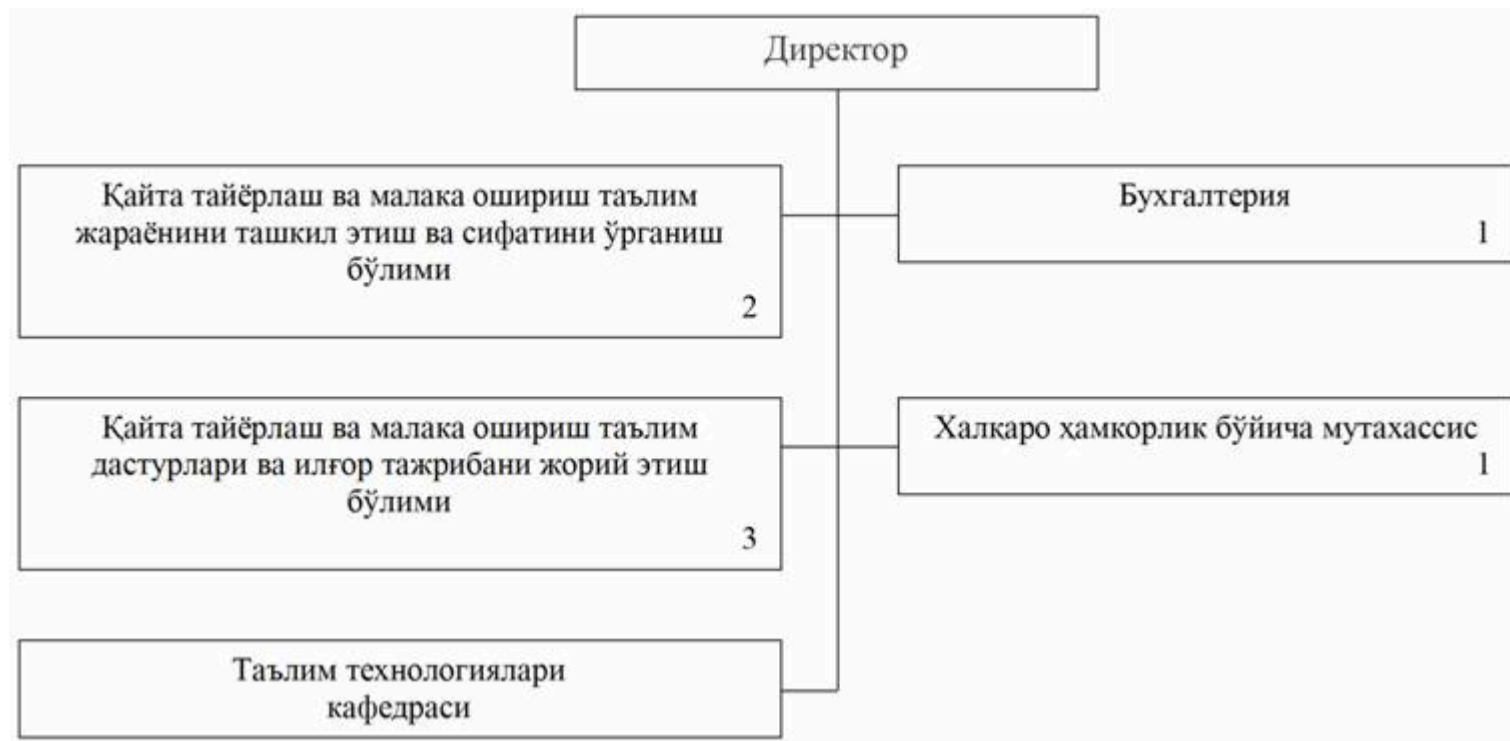 Директор
Қайта тайёрлаш ва малака ошириш таълим
жараёнини ташкил этиш ва сифатини ўрганиш
бўлими
2
Бухгалтерия
1
Қайта тайёрлаш ва малака ошириш таълим
дастурлари ва илғор тажрибани жорий этиш
бўлими
3
Халқаро ҳамкорлик бўйича мутахассис
1
Таълим технологиялари
кафедраси